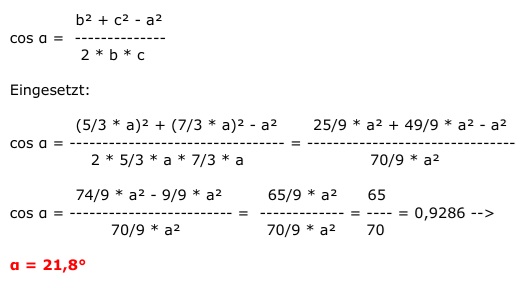 b² + c² - a²
cos α = --------------
2 * b * c
Eingesetzt:
(5/3 * a)² + (7/3 * a)² - a² 25/9 * a² + 49/9 * a² - a²
cos α = --------------------------------- = --------------------------------
2 * 5/3 * a * 7/3 * a 70/9 * a²
74/9 * a² - 9/9 * a² 65/9 * a² 65
cos α = ------------------------- = ------------- = ---- = 0,9286 -->
70/9 * a² 70/9 * a² 70
α = 21,8°